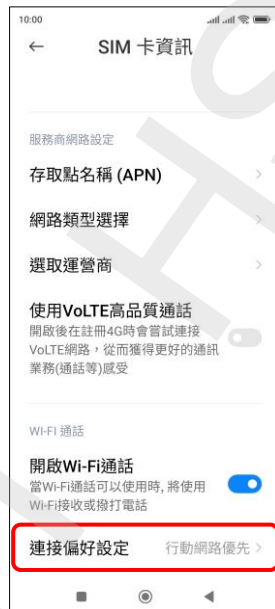 10:00
SIM 卡資訊
服務商網路設定
存取點名稱 (APN)
網路類型選擇
選取運營商
使用VoLTE高品質通話
開啟後在註冊4G時會嘗試連接
VoLTE網路，從而獲得更好的通訊
業務(通話等)感受
WI-FI 通話
開啟Wi-Fi通話
當Wi-Fi通話可以使用時, 將使用
Wi-Fi接收或撥打電話
連接偏好設定 行動網路優先